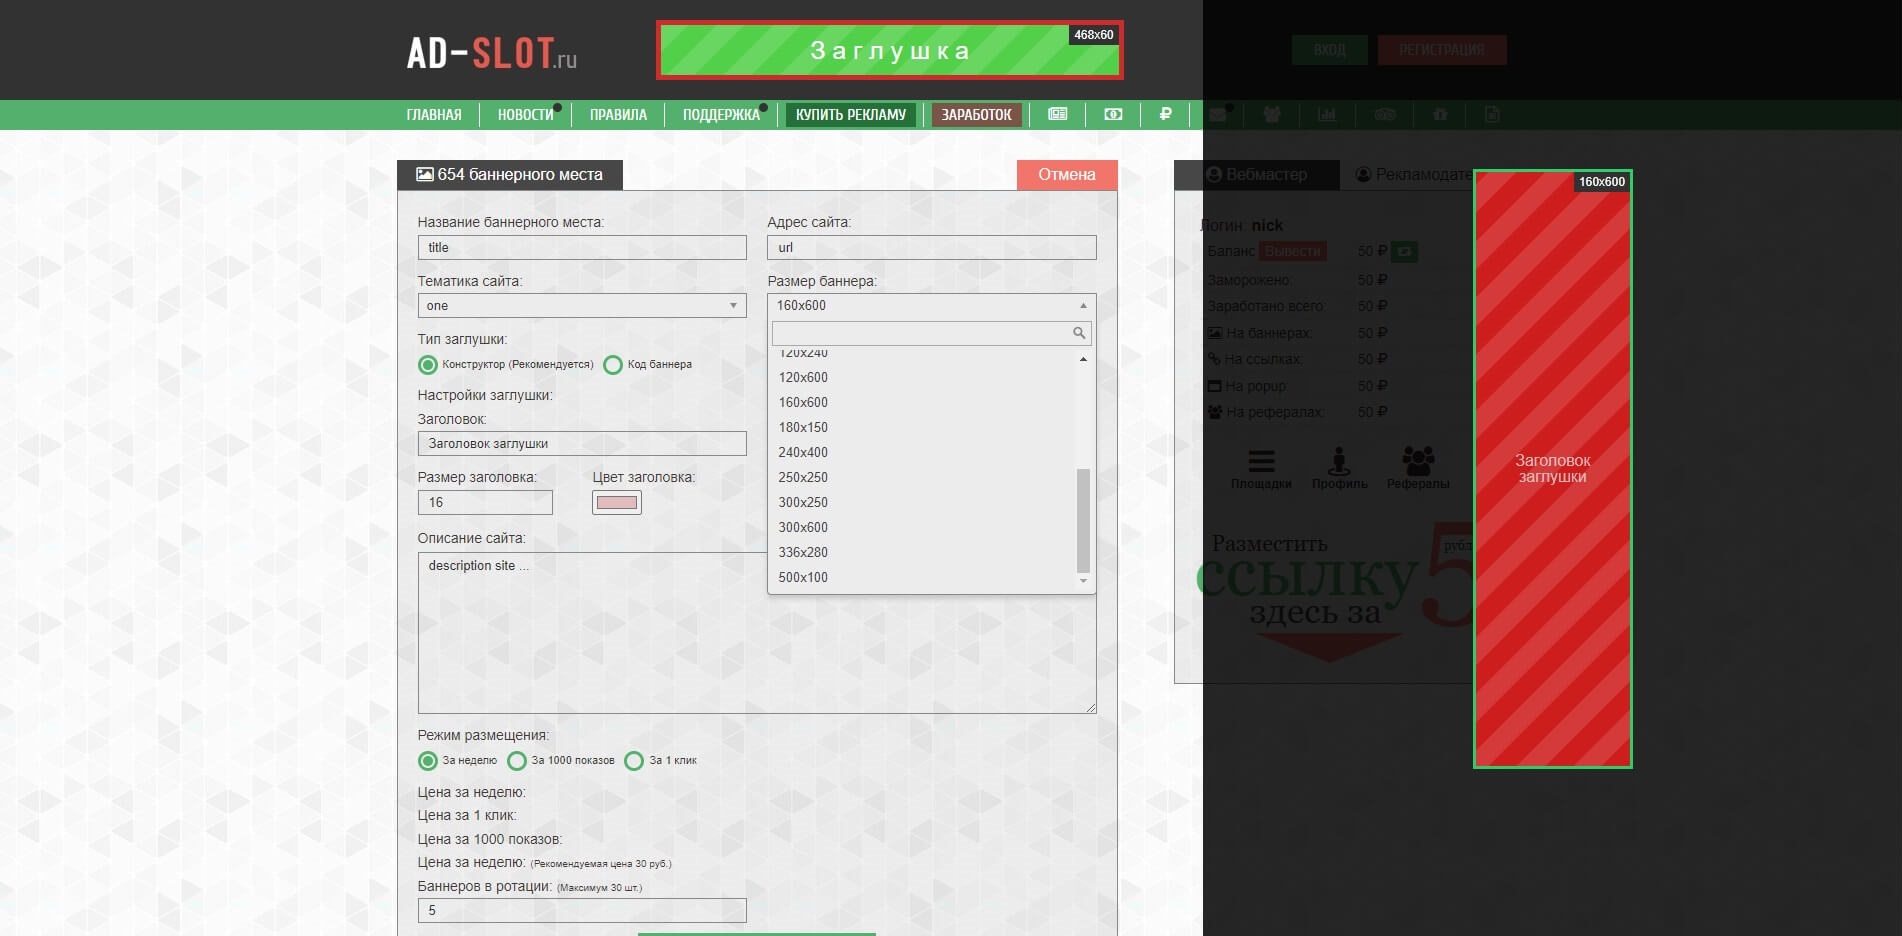 AD-SLOT.ru
Заглушка
468x60
ВХОД
РЕГИСТРАЦИЯ
ГЛАВНАЯ
НОВОСТИ
ПРАВИЛА
ПОДДЕРЖКА
КУПИТЬ РЕКЛАМУ
ЗАРАБОТОК
654 баннерного места
Отмена
Название баннерного места:
title
Адрес сайта:
url
Тематика сайта:
one
Размер баннера:
160x600
120x240
120x600
160x600
180x150
240x400
250x250
300x250
300x600
336x280
500x100
Тип заглушки:
Конструктор (Рекомендуется)
Код баннера
Настройки заглушки:
Заголовок:
Заголовок заглушки
Размер заголовка:
16
Цвет заголовка:
Описание сайта:
description site ...
Режим размещения:
За неделю
За 1000 показов
За 1 клик
Цена за неделю:
Цена за 1 клик:
Цена за 1000 показов:
Цена за неделю: (Рекомендуемая цена 30 руб.)
Баннеров в ротации: (Максимум 30 шт.)
5
Вебмастер
Рекламодате
Логин: nick
Баланс Вывести 50 ₽
Заморожено: 50 ₽
Заработано всего: 50 ₽
На баннерах: 50 ₽
На ссылках: 50 ₽
На popup: 50 ₽
На рефералах: 50 ₽
Площадки
Профиль
Рефералы
Разместить
ссылку
здесь за
5
рубл
160x600
Заголовок
заглушки